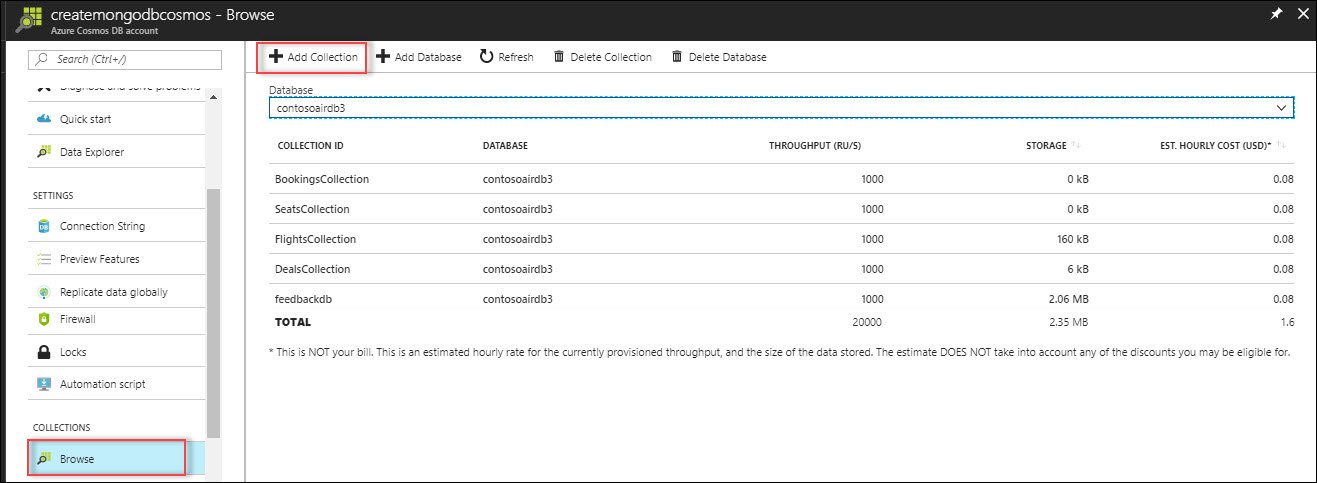 createmongodbcosmos - Browse
Azure Cosmos DB account
Search (Ctrl+/)
Diagnose and solve problems
Quick start
Data Explorer
SETTINGS
Connection String
Preview Features
Replicate data globally
Firewall
Locks
Automation script
COLLECTIONS
Browse
Add Collection Add Database Refresh Delete Collection Delete Database
Database
contosoairdb3
COLLECTION ID DATABASE THROUGHPUT (RU/S) STORAGE EST. HOURLY COST (USD)*
BookingsCollection contosoairdb3 1000 0 kB 0.08
SeatsCollection contosoairdb3 1000 0 kB 0.08
FlightsCollection contosoairdb3 1000 160 kB 0.08
DealsCollection contosoairdb3 1000 6 kB 0.08
feedbackdb contosoairdb3 1000 2.06 MB 0.08
TOTAL 20000 2.35 MB 1.6
* This is NOT your bill. This is an estimated hourly rate for the currently provisioned throughput, and the size of the data stored. The estimate DOES NOT take into account any of the discounts you may be eligible for.